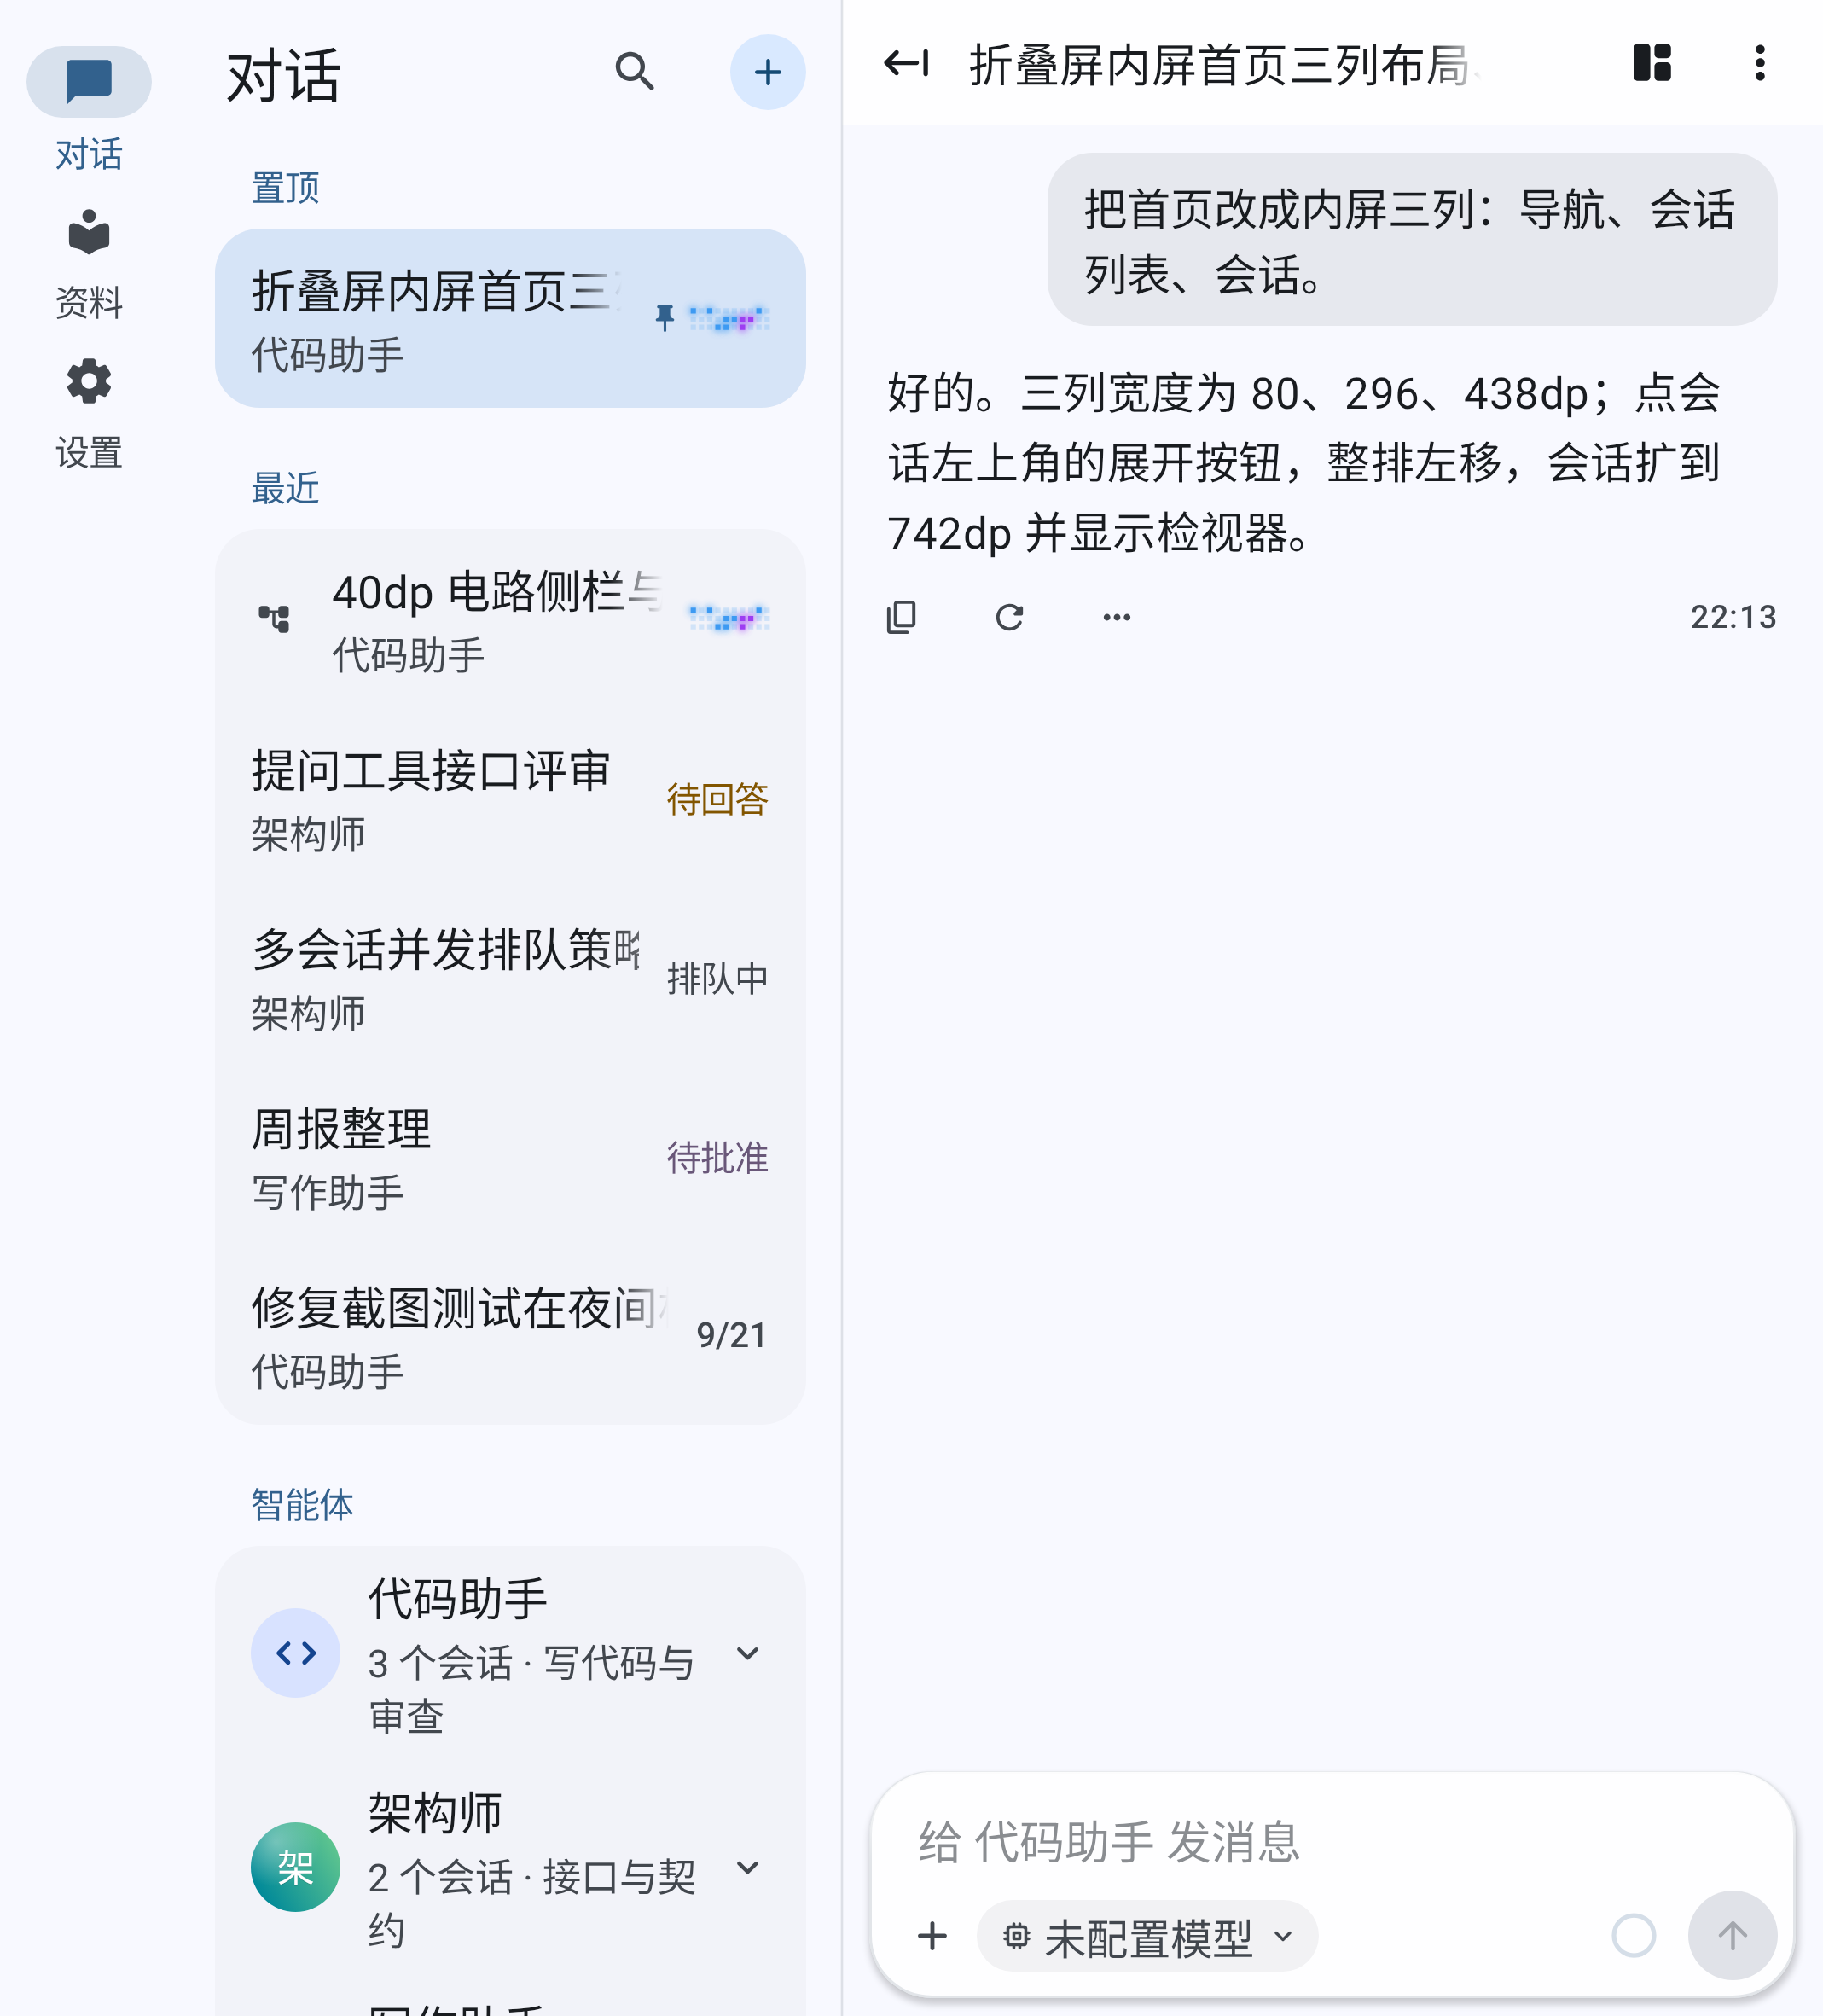 对话
资料
设置
对话
置顶
折叠屏内屏首页三
代码助手
最近
40dp 电路侧栏与
代码助手
提问工具接口评审
架构师
待回答
多会话并发排队策略
架构师
排队中
周报整理
写作助手
待批准
修复截图测试在夜间
代码助手
9/21
智能体
代码助手
3 个会话 · 写代码与
审查
架
架构师
2 个会话 · 接口与契
约
折叠屏内屏首页三列布局
把首页改成内屏三列：导航、会话
列表、会话。
好的。三列宽度为 80、296、438dp；点会
话左上角的展开按钮，整排左移，会话扩到
742dp 并显示检视器。
22:13
给 代码助手 发消息
未配置模型